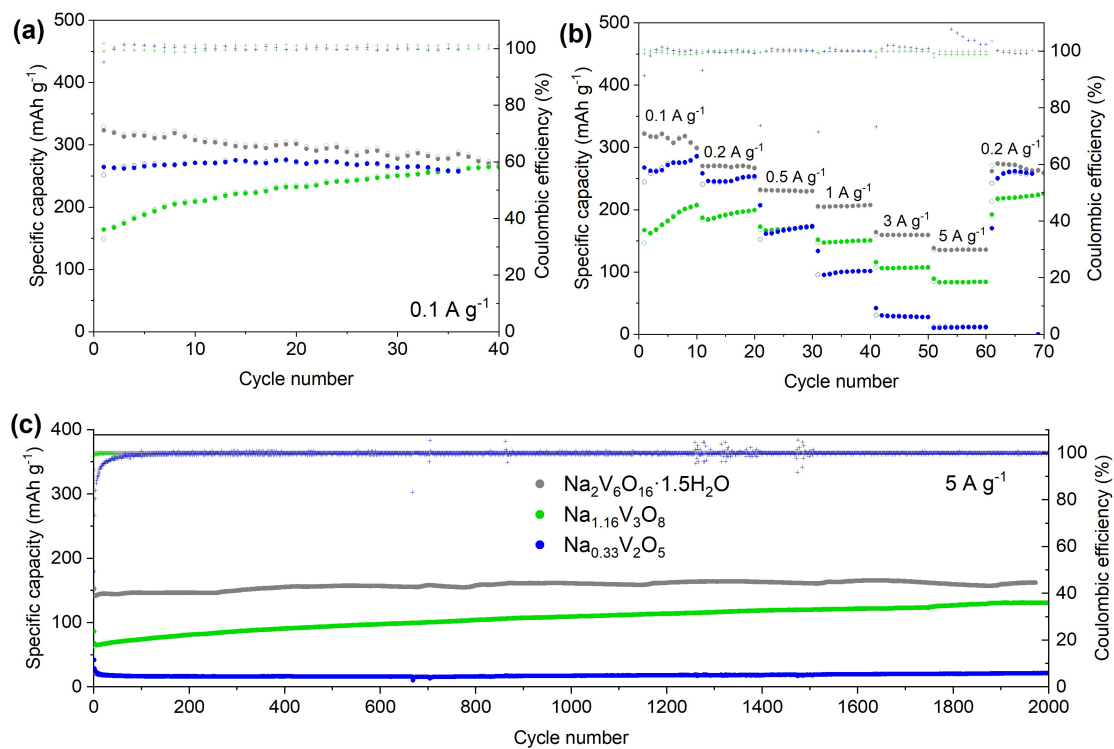 (a)
500
400
300
200
100
0
Specific capacity (mAh g⁻¹)
100
80
60
40
20
0
Coulombic efficiency (%)
0.1 A g⁻¹
0 10 20 30 40
Cycle number
(b)
500
400
300
200
100
0
Specific capacity (mAh g⁻¹)
0.1 A g⁻¹
0.2 A g⁻¹
0.5 A g⁻¹
1 A g⁻¹
3 A g⁻¹
5 A g⁻¹
0.2 A g⁻¹
100
80
60
40
20
0
Coulombic efficiency (%)
0 10 20 30 40 50 60 70
Cycle number
(c)
400
300
200
100
0
Specific capacity (mAh g⁻¹)
Na₂V₆O₁₆·1.5H₂O
Na₁.₁₆V₃O₈
Na₀.₃₃V₂O₅
5 A g⁻¹
100
80
60
40
20
0
Coulombic efficiency (%)
0 200 400 600 800 1000 1200 1400 1600 1800 2000
Cycle number